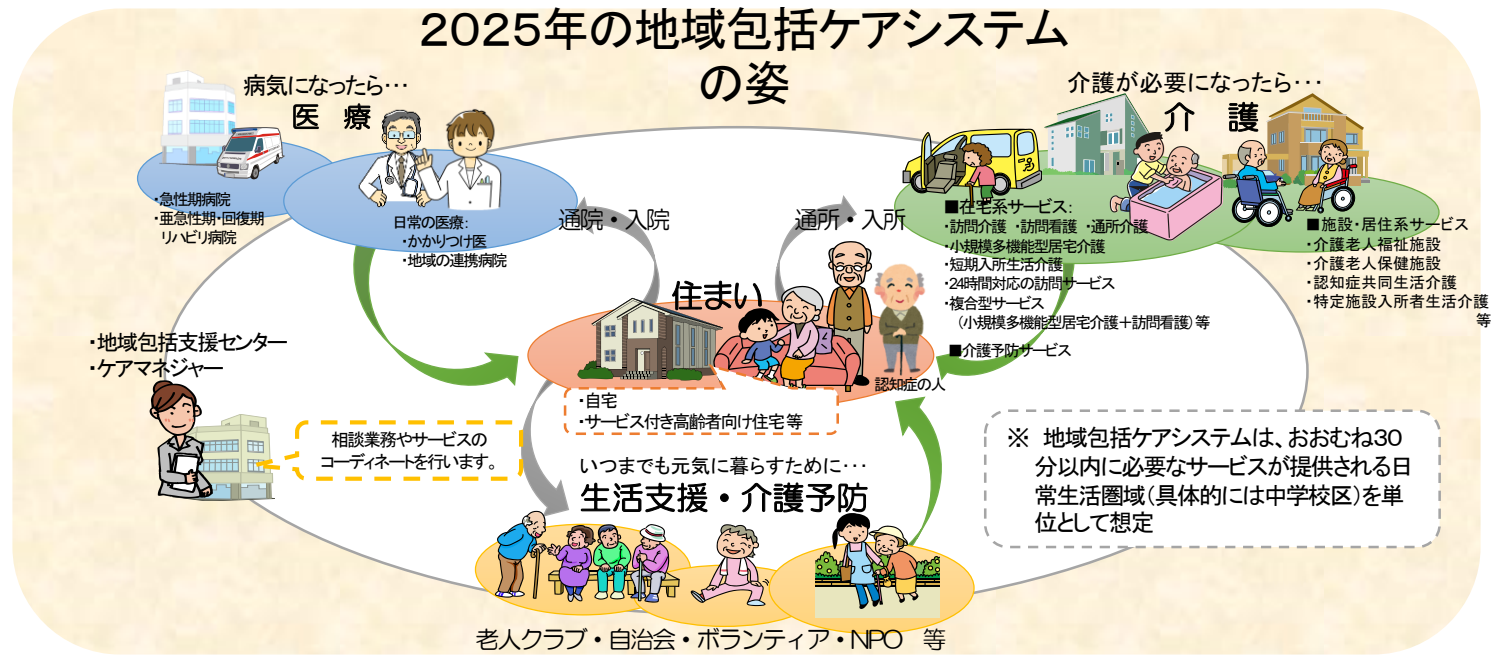 2025年の地域包括ケアシステム
の姿
病気になったら･･･
医 療
・急性期病院
・亜急性期・回復期
リハビリ病院
日常の医療：
・かかりつけ医
・地域の連携病院
通院・入院
通所・入所
介護が必要になったら･･･
介 護
■在宅系サービス：
・訪問介護 ・訪問看護 ・通所介護
・小規模多機能型居宅介護
・短期入所生活介護
・24時間対応の訪問サービス
・複合型サービス
（小規模多機能型居宅介護＋訪問看護）等
■介護予防サービス
■施設・居住系サービス
・介護老人福祉施設
・介護老人保健施設
・認知症共同生活介護
・特定施設入所者生活介護
等
住まい
認知症の人
・自宅
・サービス付き高齢者向け住宅等
・地域包括支援センター
・ケアマネジャー
相談業務やサービスの
コーディネートを行います。
いつまでも元気に暮らすために･･･
生活支援・介護予防
老人クラブ・自治会・ボランティア・NPO 等
※ 地域包括ケアシステムは、おおむね30
分以内に必要なサービスが提供される日
常生活圏域（具体的には中学校区）を単
位として想定